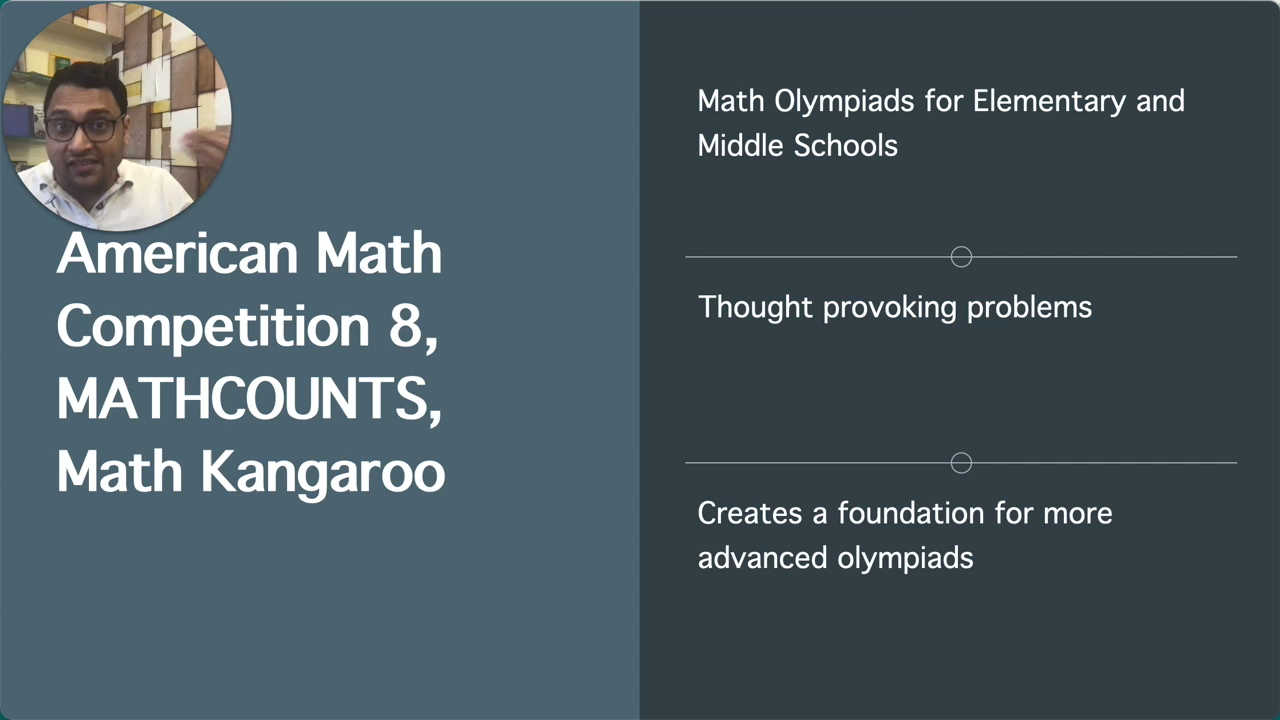 American Math
Competition 8,
MATHCOUNTS,
Math Kangaroo
Math Olympiads for Elementary and
Middle Schools
Thought provoking problems
Creates a foundation for more
advanced olympiads